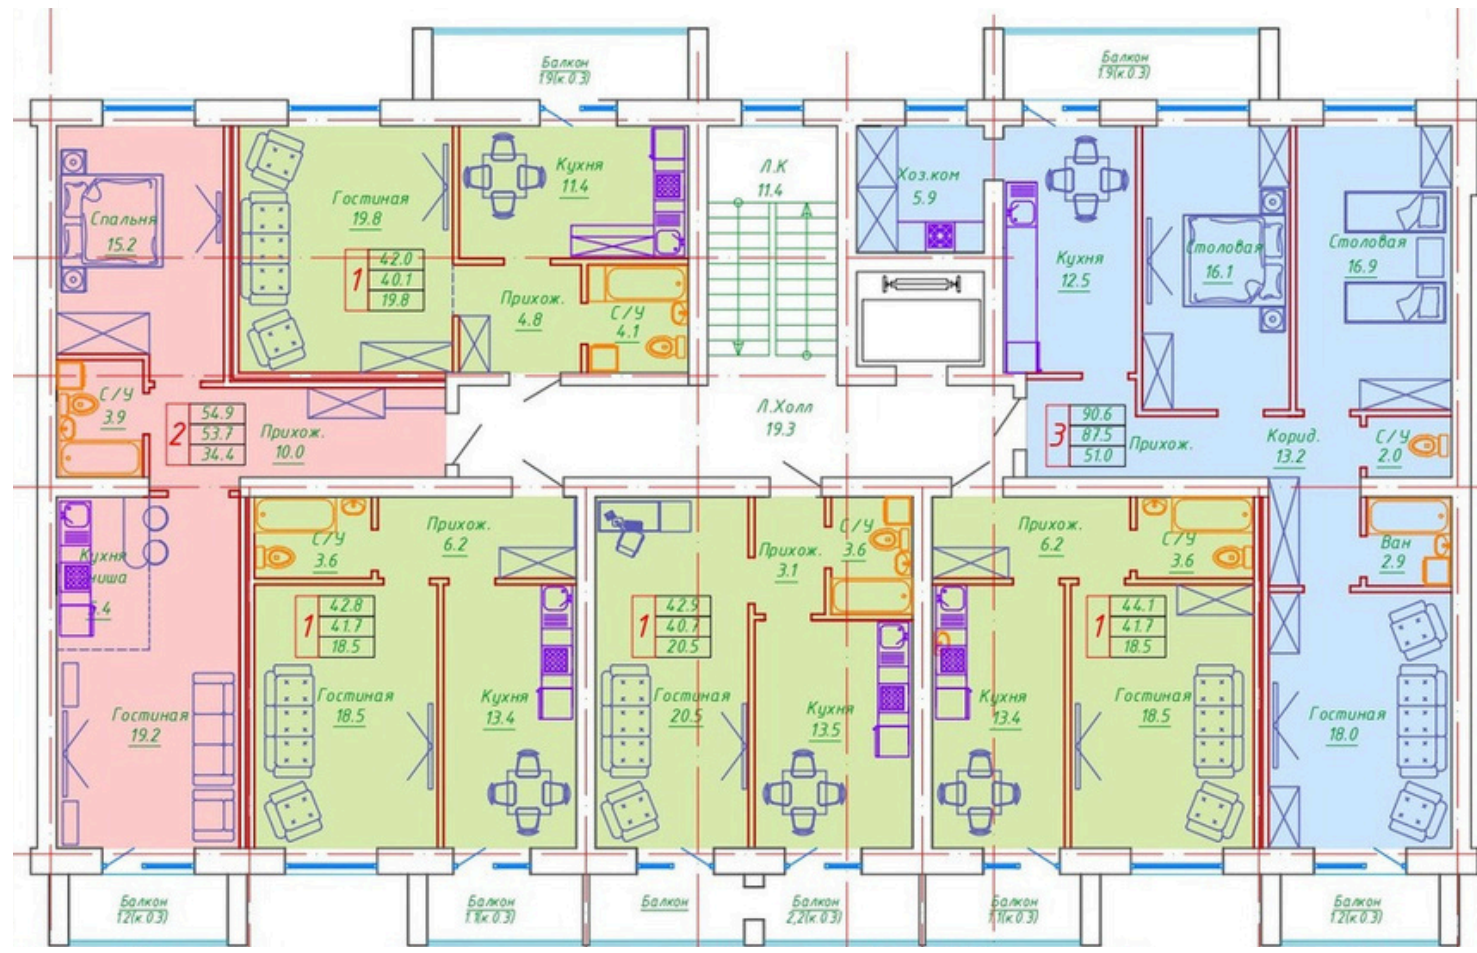 Балкон
1.9(к.0.3)
Балкон
1.9(к.0.3)
Спальня
15.2
Гостиная
19.8
1
42.0
40.1
19.8
Кухня
11.4
Прихож.
4.8
С/У
4.1
Л.К
11.4
Хоз.ком
5.9
Кухня
12.5
Столовая
16.1
Столовая
16.9
С/У
3.9
2
54.9
53.7
34.4
Прихож.
10.0
Л.Холл
19.3
3
90.6
87.5
51.0
Прихож.
Корид.
13.2
С/У
2.0
Кухня
ниша
5.4
Гостиная
19.2
С/У
3.6
Прихож.
6.2
1
42.8
41.7
18.5
Гостиная
18.5
Кухня
13.4
1
42.9
40.7
20.5
Гостиная
20.5
Прихож.
3.1
С/У
3.6
Кухня
13.5
Прихож.
6.2
С/У
3.6
Кухня
13.4
1
44.1
41.7
18.5
Гостиная
18.5
Ван
2.9
Гостиная
18.0
Балкон
1.2(к.0.3)
Балкон
1.1(к.0.3)
Балкон
Балкон
2,2(к.0.3)
Балкон
1.1(к.0.3)
Балкон
1.2(к.0.3)